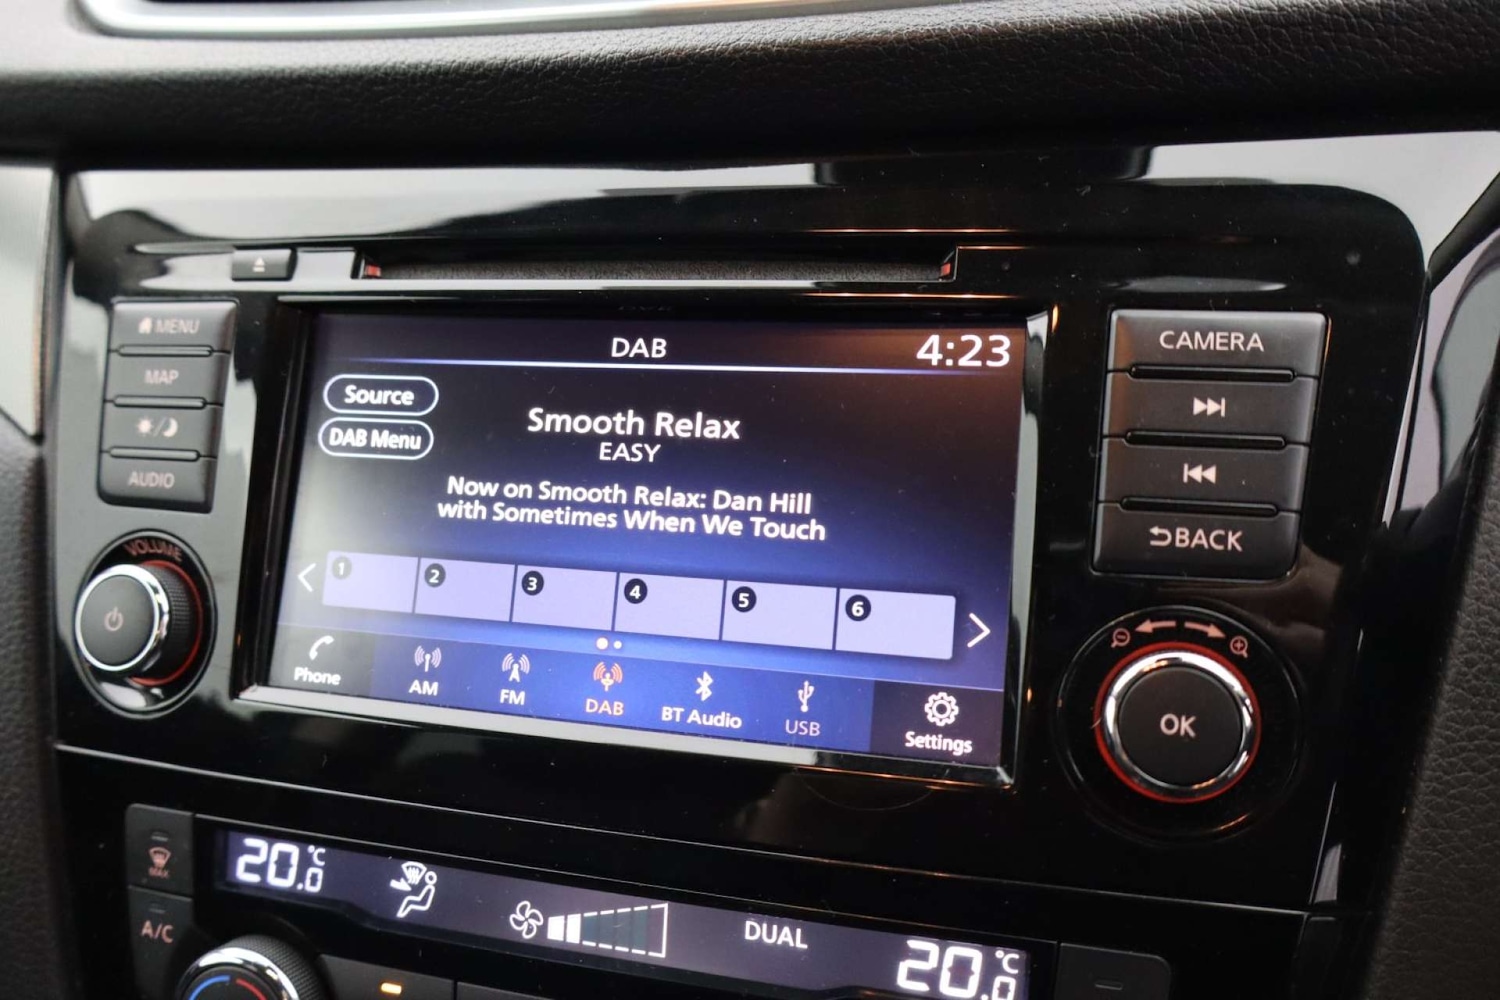 MENU
MAP
AUDIO
VOLUME
DAB
4:23
Source
DAB Menu
Smooth Relax
EASY
Now on Smooth Relax: Dan Hill
with Sometimes When We Touch
1 2 3 4 5 6
Phone
AM
FM
DAB
BT Audio
USB
Settings
CAMERA
BACK
OK
MAX
A/C
20.0 °C
DUAL
20.0 °C